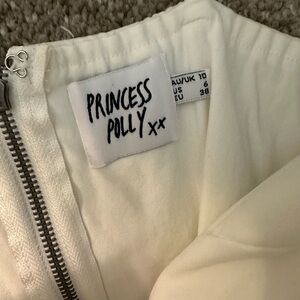 PRINCESS
POLLY xx
AU/UK 10
US 6
EU 38